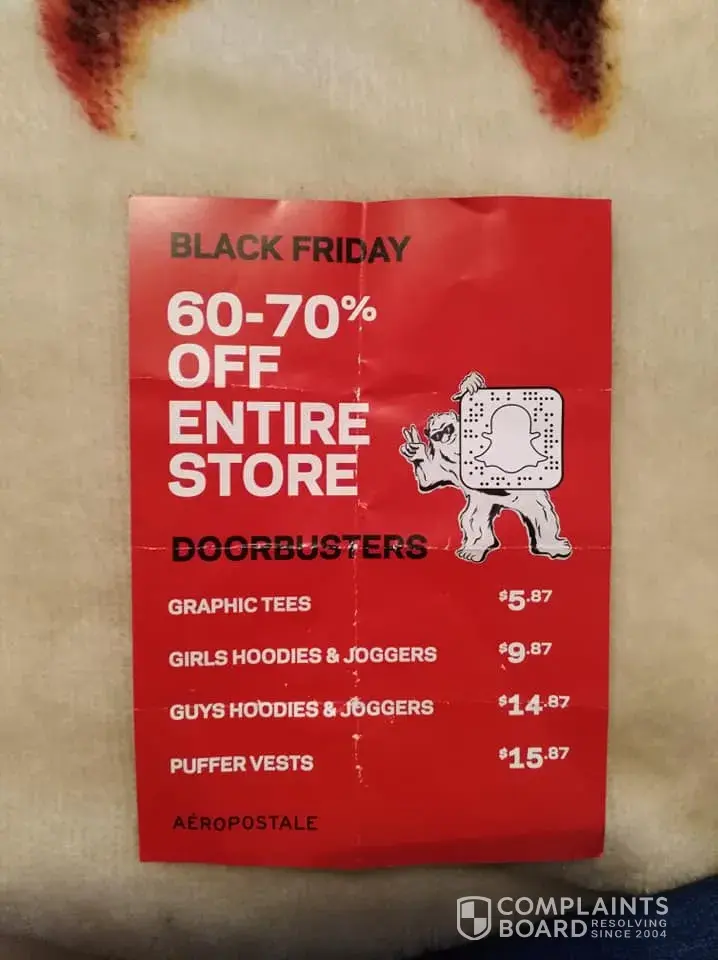 BLACK FRIDAY
60-70%
OFF
ENTIRE
STORE
DOORBUSTERS
GRAPHIC TEES $5.87
GIRLS HOODIES & JOGGERS $9.87
GUYS HOODIES & JOGGERS $14.87
PUFFER VESTS $15.87
AÉROPOSTALE
COMPLAINTS
BOARD RESOLVING
SINCE 2004